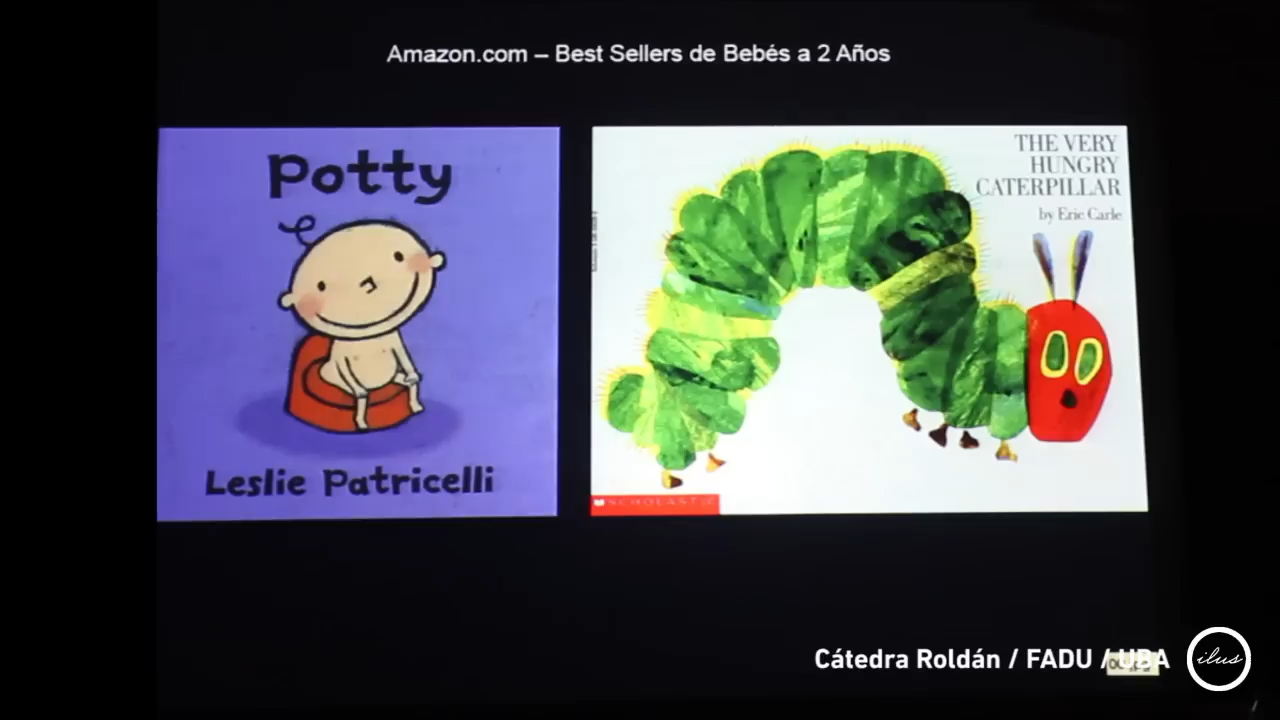 Amazon.com – Best Sellers de Bebés a 2 Años
Potty
Leslie Patricelli
THE VERY
HUNGRY
CATERPILLAR
by Eric Carle
SCHOLASTIC
Cátedra Roldán / FADU / UBA
ilus